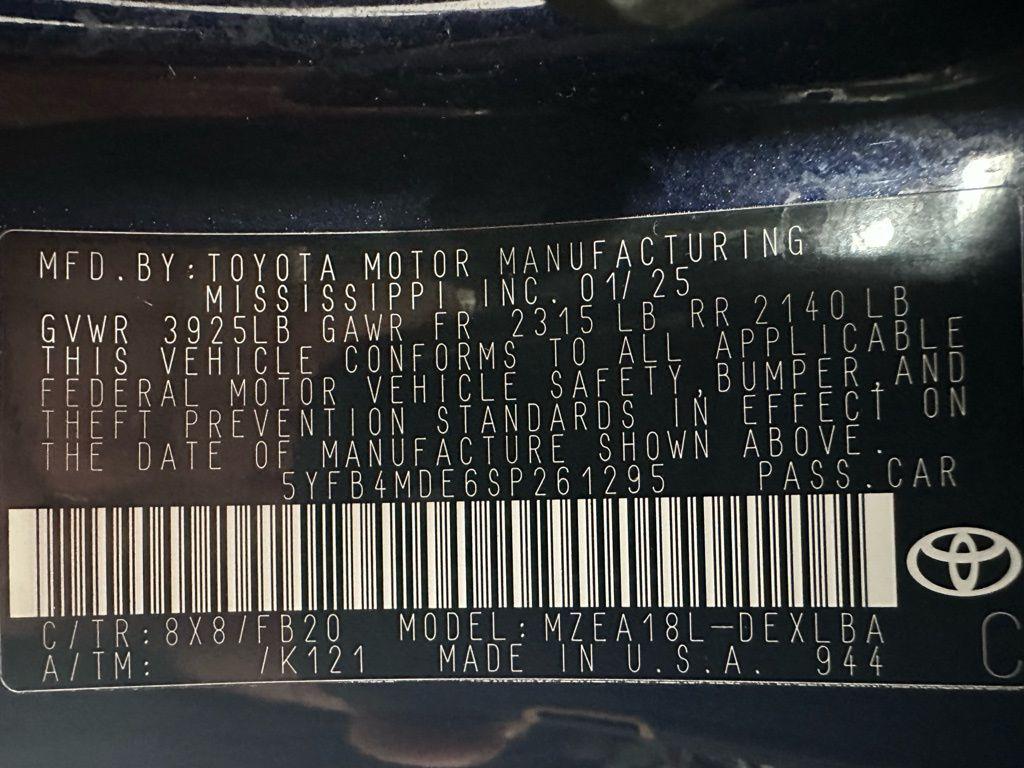 MFD.BY:TOYOTA MOTOR MANUFACTURING
MISSISSIPPI, INC. 01/25
GVWR 3925LB GAWR FR 2315 LB RR 2140 LB
THIS VEHICLE CONFORMS TO ALL APPLICABLE
FEDERAL MOTOR VEHICLE SAFETY,BUMPER,AND
THEFT PREVENTION STANDARDS IN EFFECT ON
THE DATE OF MANUFACTURE SHOWN ABOVE.
5YFB4MDE6SP261295 PASS.CAR
C/TR:8X8/FB20 MODEL:MZEA18L-DEXLBA
A/TM: /K121 MADE IN U.S.A. 944
C